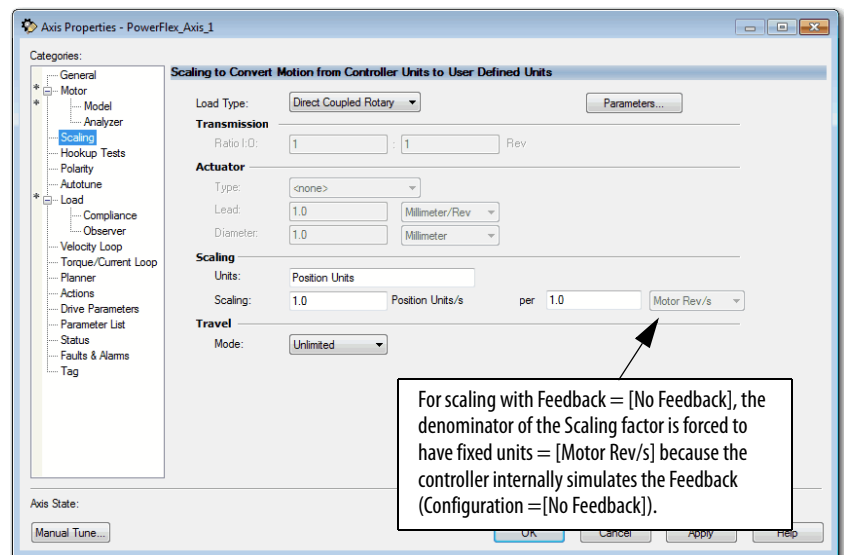 Axis Properties - PowerFlex_Axis_1
Categories:
General
* Motor
* Model
Analyzer
Scaling
Hookup Tests
Polarity
Autotune
* Load
Compliance
Observer
Velocity Loop
Torque/Current Loop
Planner
Actions
Drive Parameters
Parameter List
Status
Faults & Alarms
Tag
Scaling to Convert Motion from Controller Units to User Defined Units
Load Type: Direct Coupled Rotary Parameters...
Transmission
Ratio I:O: 1 : 1 Rev
Actuator
Type: <none>
Lead: 1.0 Millimeter/Rev
Diameter: 1.0 Millimeter
Scaling
Units: Position Units
Scaling: 1.0 Position Units/s per 1.0 Motor Rev/s
Travel
Mode: Unlimited
For scaling with Feedback = [No Feedback], the
denominator of the Scaling factor is forced to
have fixed units = [Motor Rev/s] because the
controller internally simulates the Feedback
(Configuration =[No Feedback]).
Axis State:
Manual Tune... OK Cancel Apply Help